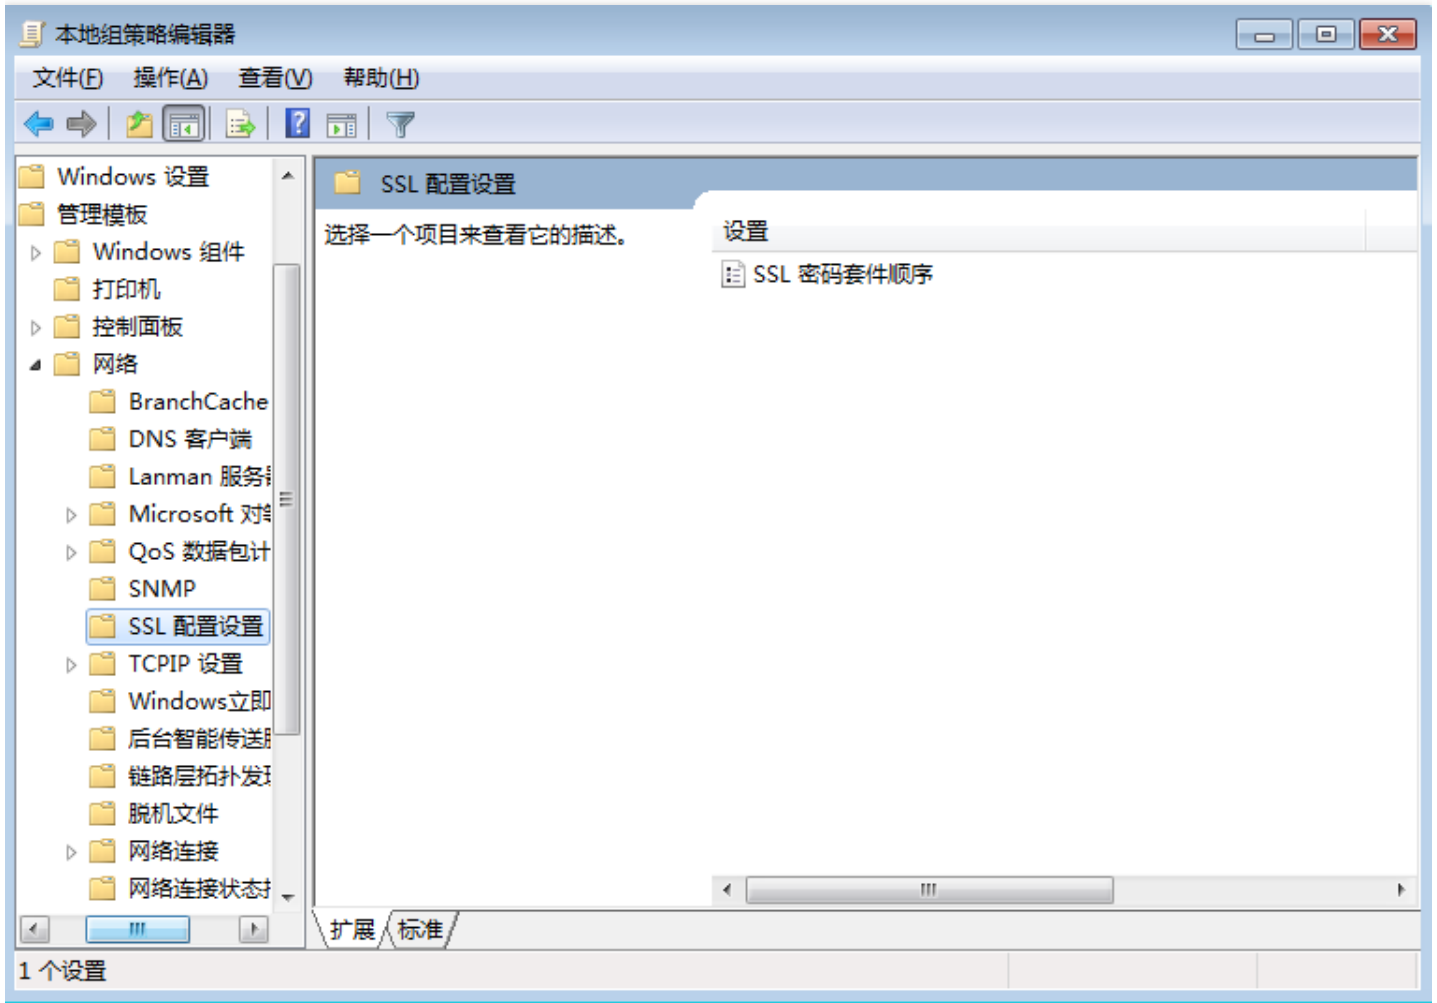 本地组策略编辑器
文件(F) 操作(A) 查看(V) 帮助(H)
Windows 设置
管理模板
Windows 组件
打印机
控制面板
网络
BranchCache
DNS 客户端
Lanman 服务
Microsoft 对
QoS 数据包计
SNMP
SSL 配置设置
TCPIP 设置
Windows立即
后台智能传送
链路层拓扑发
脱机文件
网络连接
网络连接状态
SSL 配置设置
选择一个项目来查看它的描述。
设置
SSL 密码套件顺序
扩展 标准
1 个设置